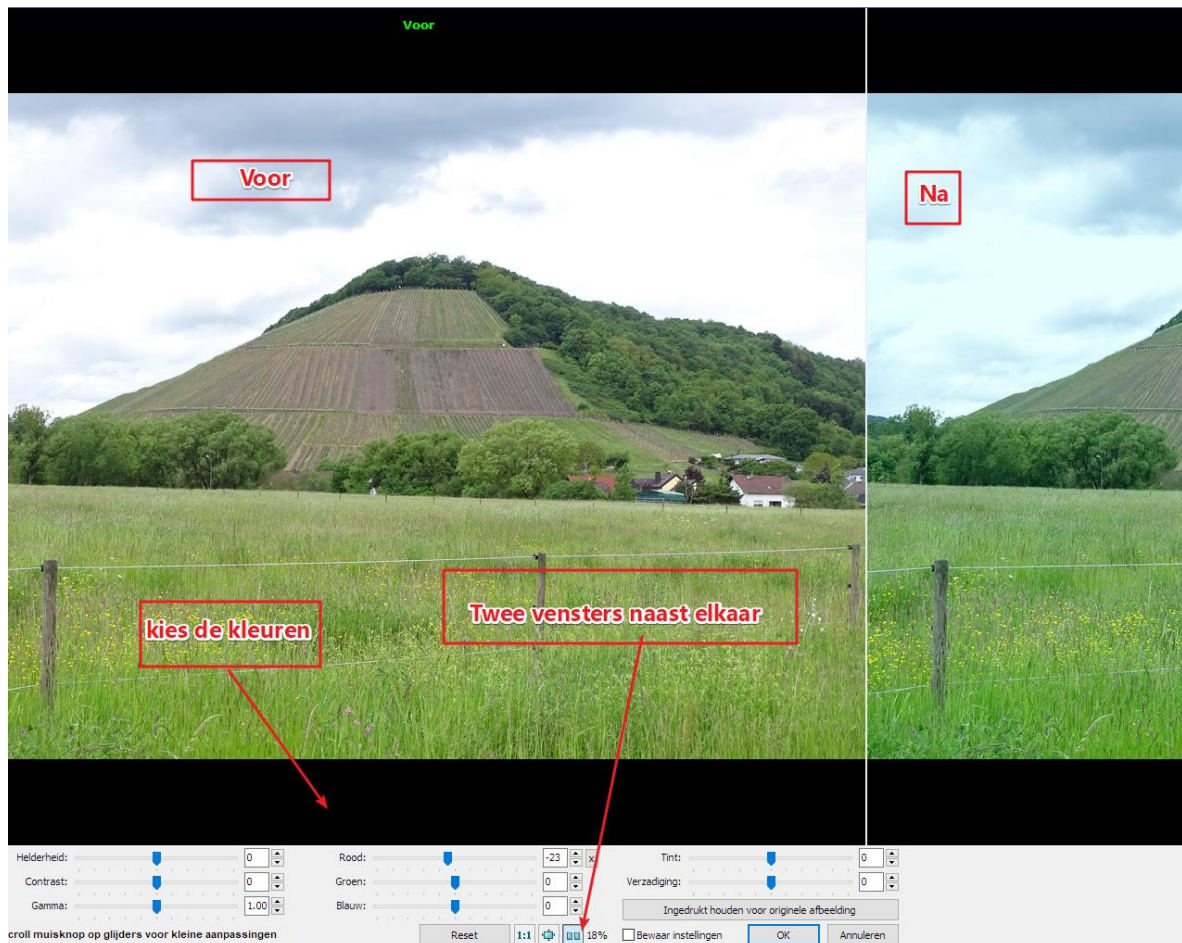 Voor
Voor
Na
kies de kleuren
Twee vensters naast elkaar
Helderheid: 0 Rood: -23 x Tint: 0
Contrast: 0 Groen: 0 Verzadiging: 0
Gamma: 1.00 Blauw: 0 Ingedrukt houden voor originele afbeelding
croll muisknop op glijders voor kleine aanpassingen Reset 1:1 18% Bewaar instellingen OK Annuleren